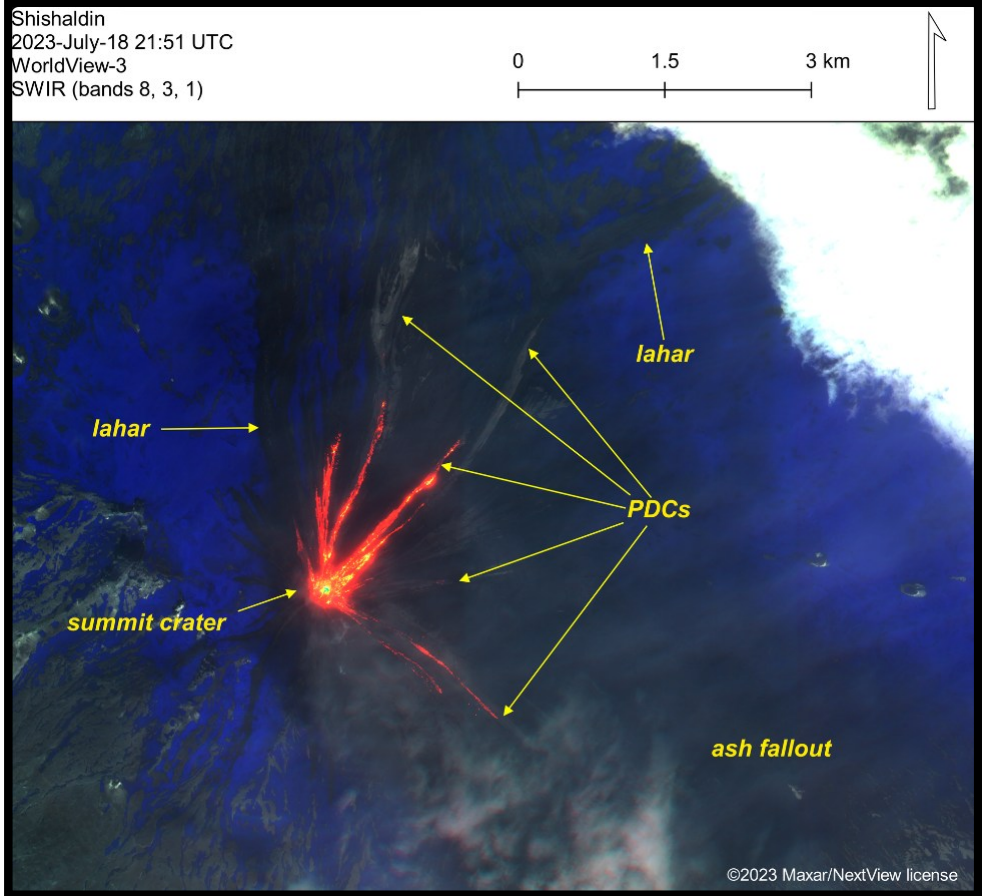 Shishaldin
2023-July-18 21:51 UTC
WorldView-3
SWIR (bands 8, 3, 1)
0 1.5 3 km
lahar
lahar
PDCs
summit crater
ash fallout
©2023 Maxar/NextView license